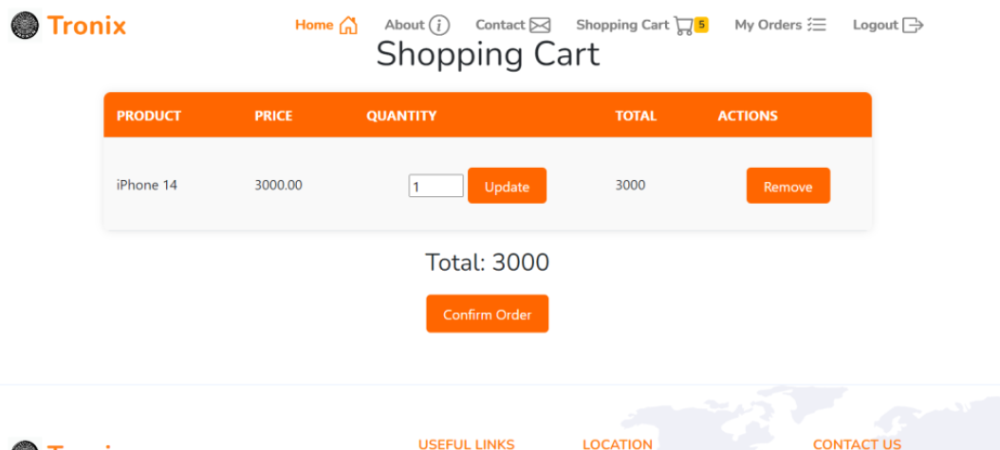 Tronix Home About Contact Shopping Cart 5 My Orders Logout
Shopping Cart
PRODUCT PRICE QUANTITY TOTAL ACTIONS
iPhone 14 3000.00 1 Update 3000 Remove
Total: 3000
Confirm Order
USEFUL LINKS LOCATION CONTACT US